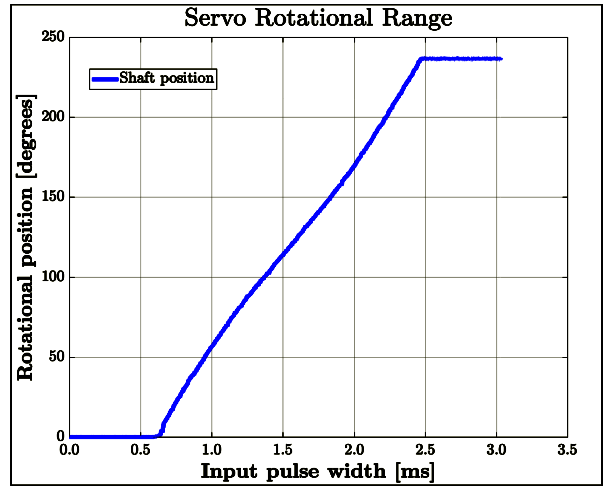 Servo Rotational Range
250
200
150
100
50
0
Rotational position [degrees]
Shaft position
0.0 0.5 1.0 1.5 2.0 2.5 3.0 3.5
Input pulse width [ms]